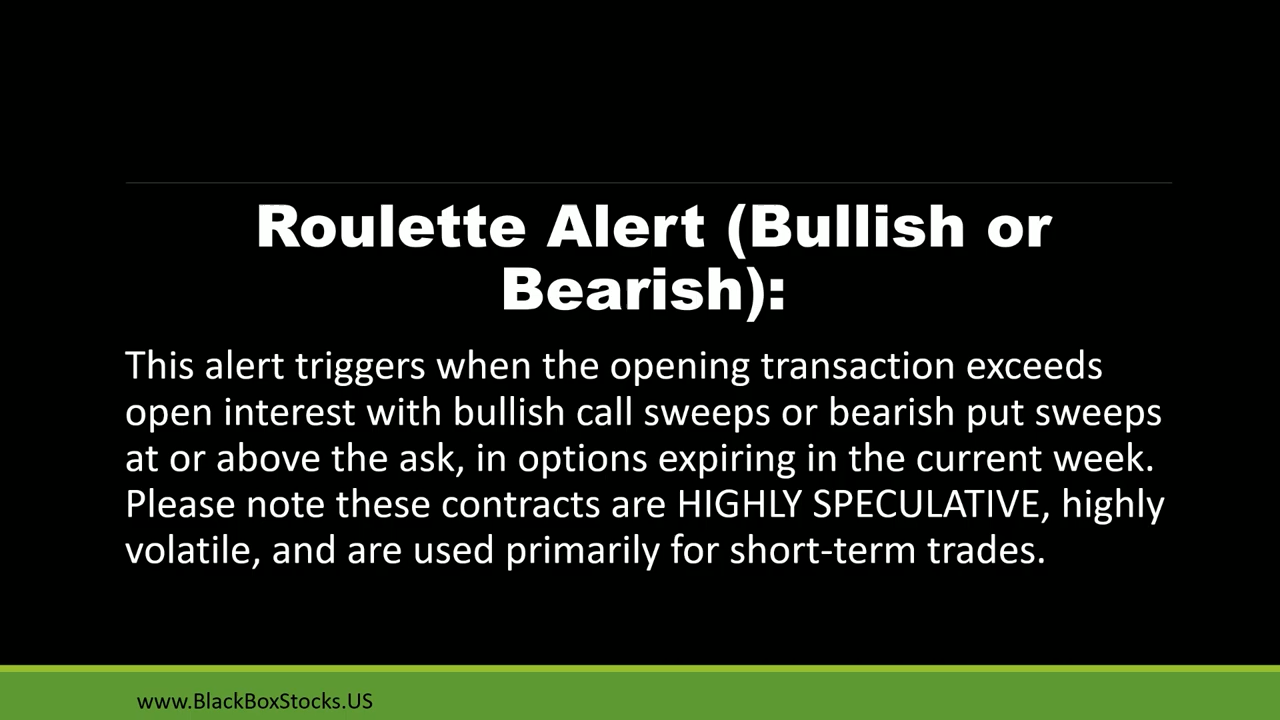 Roulette Alert (Bullish or
Bearish):
This alert triggers when the opening transaction exceeds
open interest with bullish call sweeps or bearish put sweeps
at or above the ask, in options expiring in the current week.
Please note these contracts are HIGHLY SPECULATIVE, highly
volatile, and are used primarily for short-term trades.
www.BlackBoxStocks.US